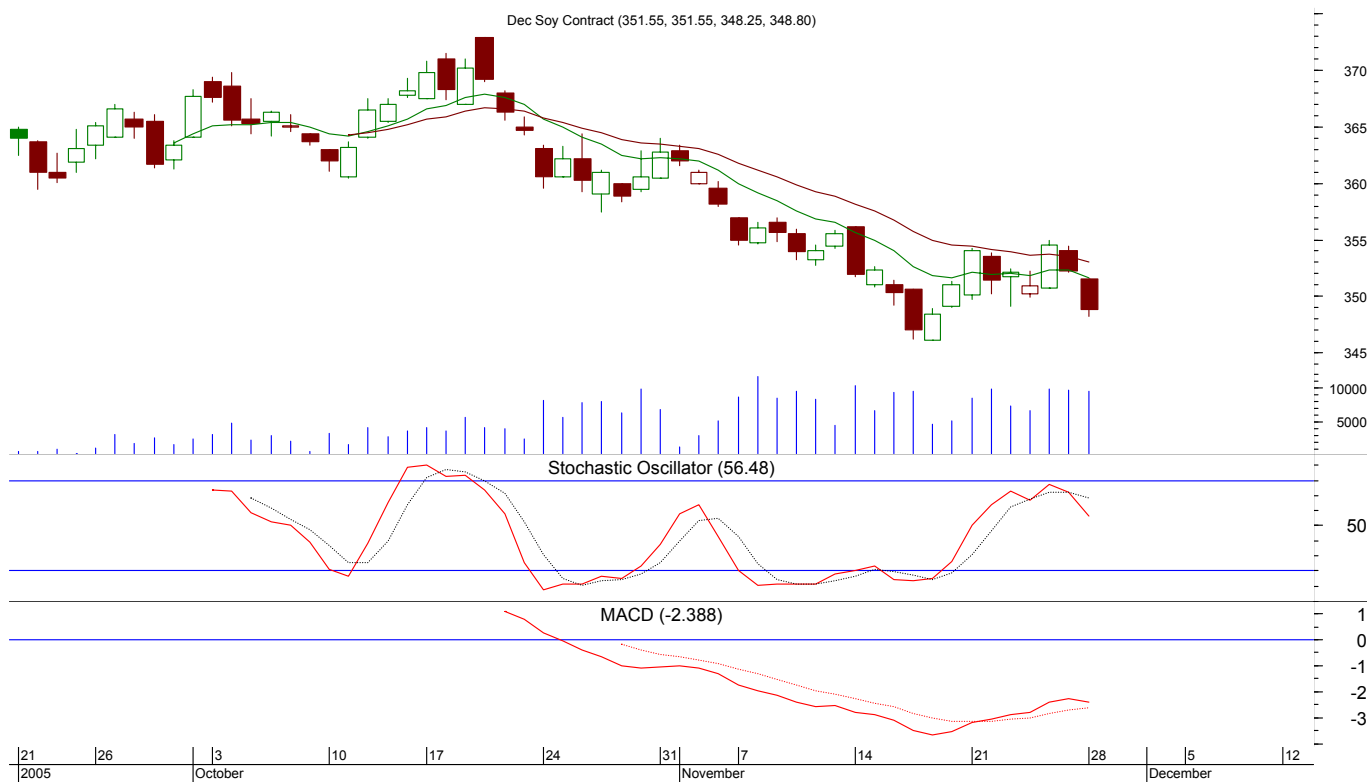 Dec Soy Contract (351.55, 351.55, 348.25, 348.80)
370
365
360
355
350
345
10000
5000
Stochastic Oscillator (56.48)
50
MACD (-2.388)
1
0
-1
-2
-3
21 26 3 10 17 24 31 7 14 21 28 5 12
2005 October November December